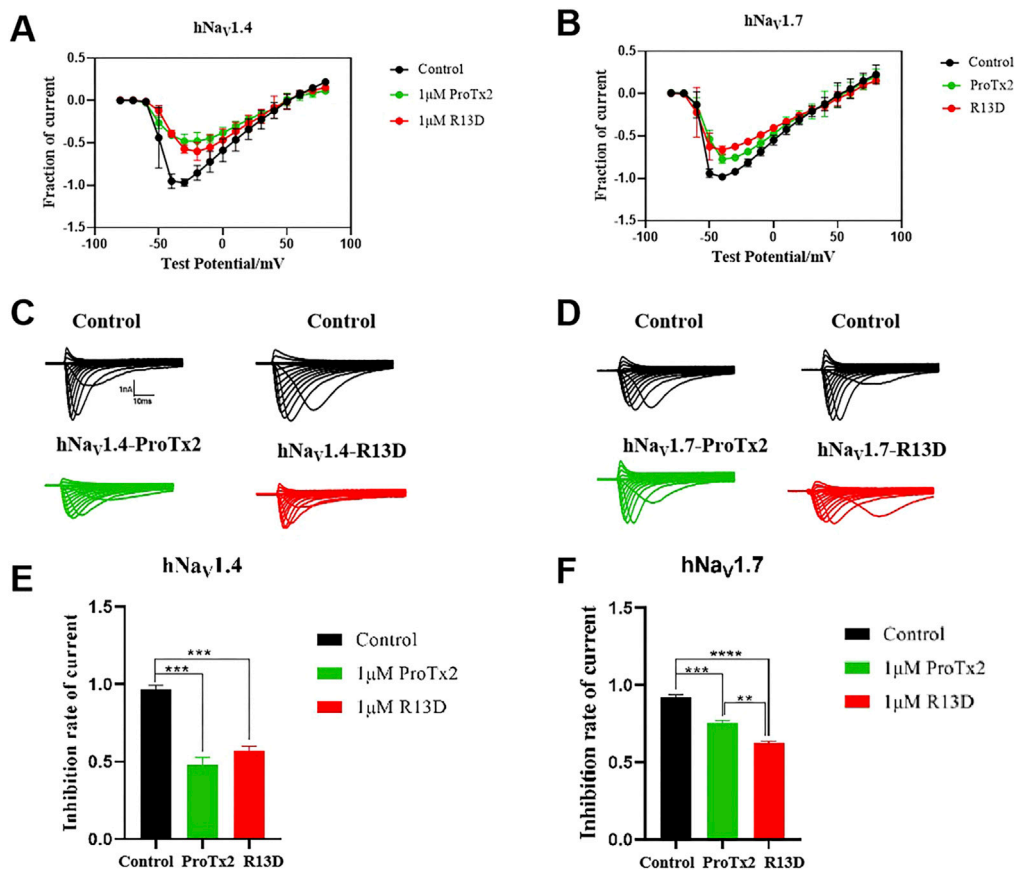 A
hNaV1.4
Fraction of current
0.5
0.0
-0.5
-1.0
-1.5
-100
-50
0
50
100
Test Potential/mV
Control
1μM ProTx2
1μM R13D
B
hNaV1.7
Fraction of current
0.5
0.0
-0.5
-1.0
-1.5
-100
-50
0
50
100
Test Potential/mV
Control
ProTx2
R13D
C
Control
Control
1nA
10ms
hNaV1.4-ProTx2
hNaV1.4-R13D
D
Control
Control
hNaV1.7-ProTx2
hNaV1.7-R13D
E
hNaV1.4
Inhibition rate of current
1.5
1.0
0.5
0.0
***
***
Control
ProTx2
R13D
Control
1μM ProTx2
1μM R13D
F
hNaV1.7
Inhibition rate of current
1.5
1.0
0.5
0.0
****
***
**
Control
ProTx2
R13D
Control
1μM ProTx2
1μM R13D